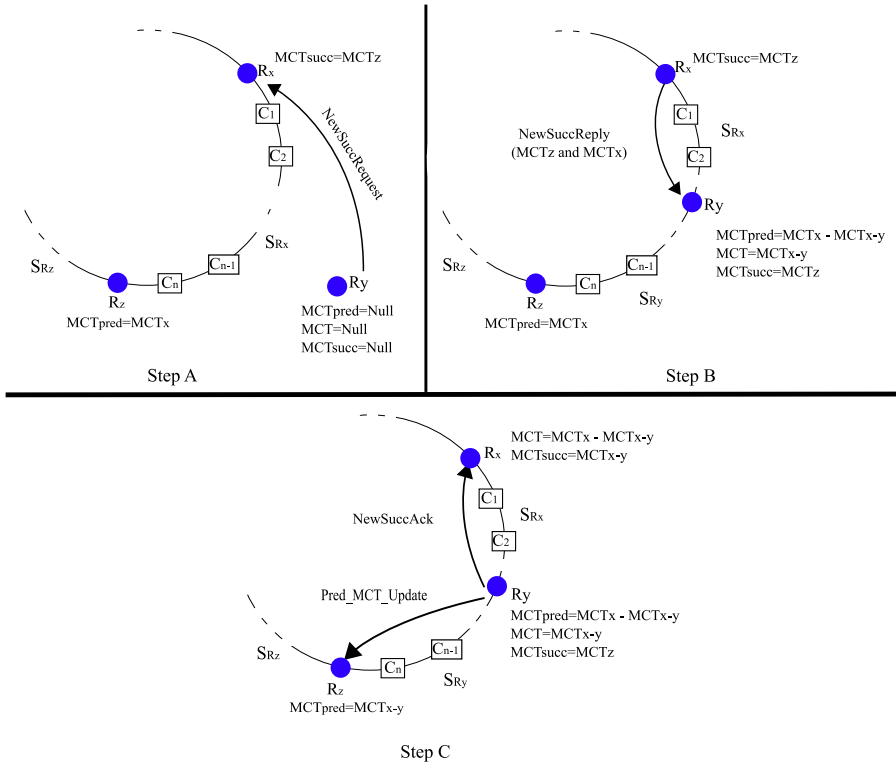 Rx
MCTsucc=MCTz
C1
C2
NewSuccRequest
SRx
Cn-1
Cn
SRz
Rz
MCTpred=MCTx
Ry
MCTpred=Null
MCT=Null
MCTsucc=Null
Step A
Rx
MCTsucc=MCTz
C1
C2
SRx
NewSuccReply
(MCTz and MCTx)
Ry
MCTpred=MCTx - MCTx-y
MCT=MCTx-y
MCTsucc=MCTz
Cn-1
Cn
SRy
SRz
Rz
MCTpred=MCTx
Step B
Rx
MCT=MCTx - MCTx-y
MCTsucc=MCTx-y
C1
C2
SRx
NewSuccAck
Pred_MCT_Update
Ry
MCTpred=MCTx - MCTx-y
MCT=MCTx-y
MCTsucc=MCTz
Cn-1
Cn
SRy
SRz
Rz
MCTpred=MCTx-y
Step C